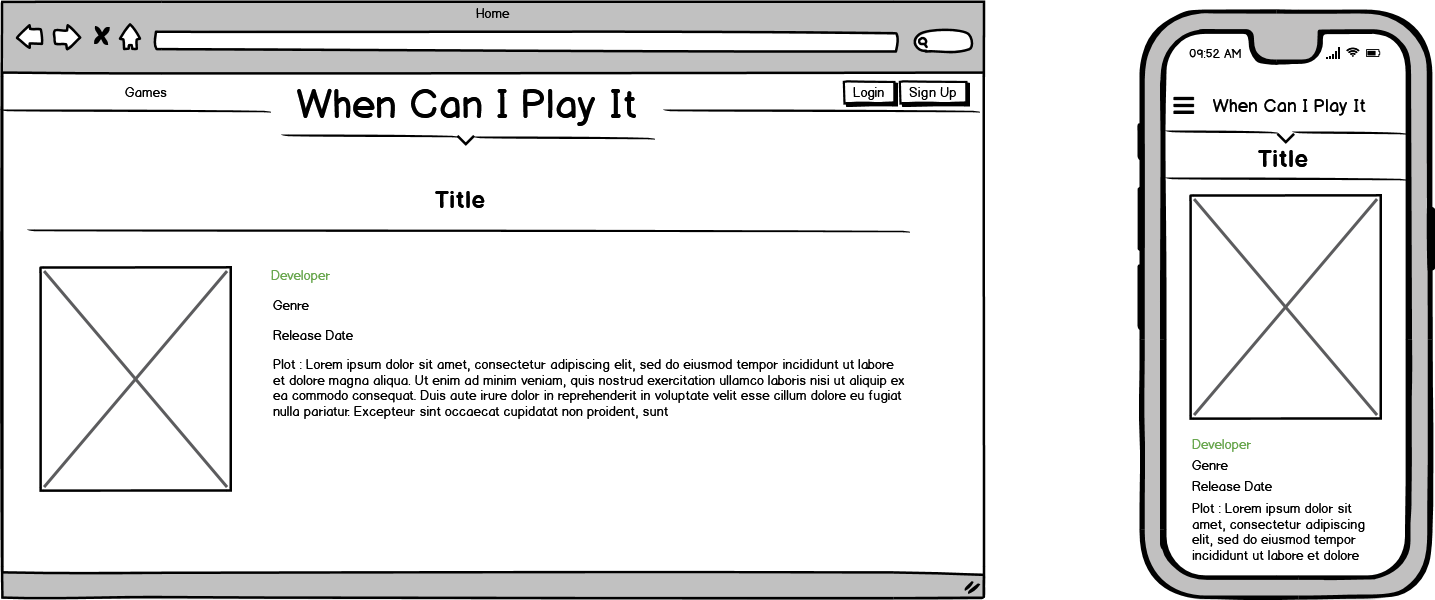 Home
Games
When Can I Play It
Login
Sign Up
Title
Developer
Genre
Release Date
Plot : Lorem ipsum dolor sit amet, consectetur adipiscing elit, sed do eiusmod tempor incididunt ut labore
et dolore magna aliqua. Ut enim ad minim veniam, quis nostrud exercitation ullamco laboris nisi ut aliquip ex
ea commodo consequat. Duis aute irure dolor in reprehenderit in voluptate velit esse cillum dolore eu fugiat
nulla pariatur. Excepteur sint occaecat cupidatat non proident, sunt
09:52 AM
When Can I Play It
Title
Developer
Genre
Release Date
Plot : Lorem ipsum dolor sit
amet, consectetur adipiscing
elit, sed do eiusmod tempor
incididunt ut labore et dolore